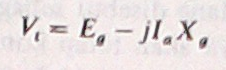 V_t = E_g − jI_a X_g